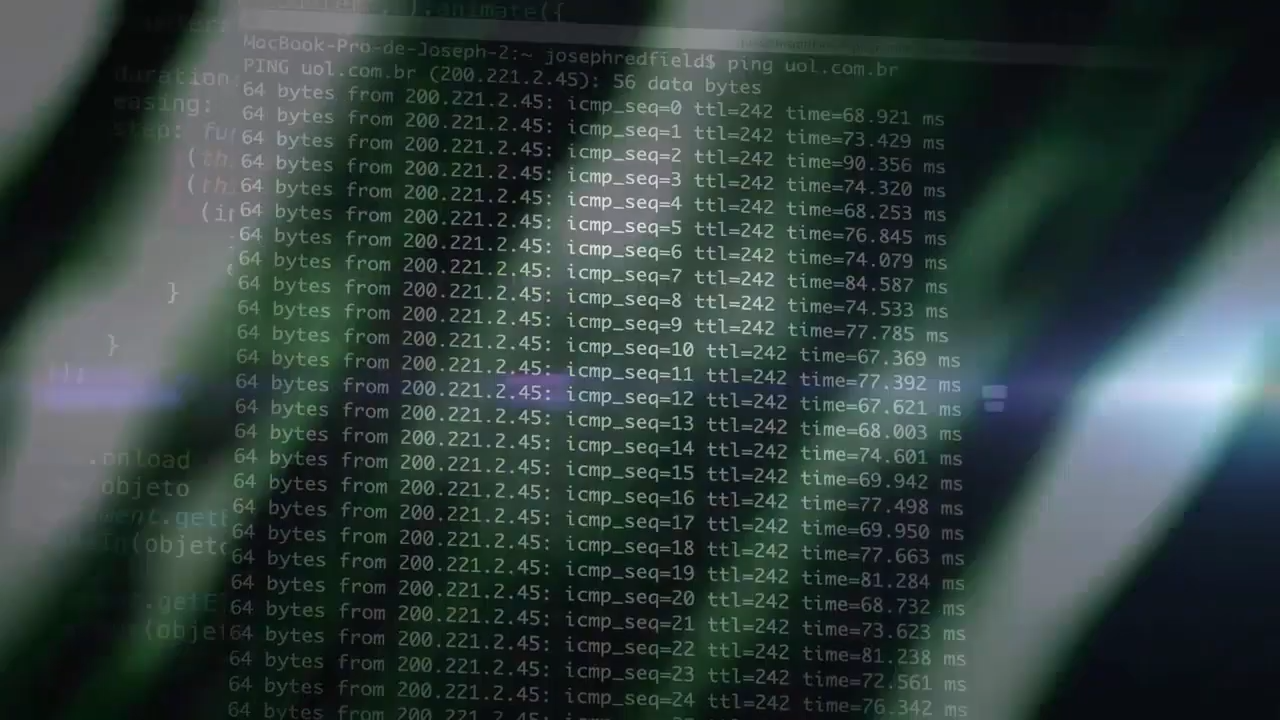 ).animate({
MacBook-Pro-de-Joseph-2:~ josephredfield$ ping uol.com.br
PING uol.com.br (200.221.2.45): 56 data bytes
64 bytes from 200.221.2.45: icmp_seq=0 ttl=242 time=68.921 ms
64 bytes from 200.221.2.45: icmp_seq=1 ttl=242 time=73.429 ms
64 bytes from 200.221.2.45: icmp_seq=2 ttl=242 time=90.356 ms
64 bytes from 200.221.2.45: icmp_seq=3 ttl=242 time=74.320 ms
64 bytes from 200.221.2.45: icmp_seq=4 ttl=242 time=68.253 ms
64 bytes from 200.221.2.45: icmp_seq=5 ttl=242 time=76.845 ms
64 bytes from 200.221.2.45: icmp_seq=6 ttl=242 time=74.079 ms
64 bytes from 200.221.2.45: icmp_seq=7 ttl=242 time=84.587 ms
64 bytes from 200.221.2.45: icmp_seq=8 ttl=242 time=74.533 ms
64 bytes from 200.221.2.45: icmp_seq=9 ttl=242 time=77.785 ms
64 bytes from 200.221.2.45: icmp_seq=10 ttl=242 time=67.369 ms
64 bytes from 200.221.2.45: icmp_seq=11 ttl=242 time=77.392 ms
64 bytes from 200.221.2.45: icmp_seq=12 ttl=242 time=67.621 ms
64 bytes from 200.221.2.45: icmp_seq=13 ttl=242 time=68.003 ms
64 bytes from 200.221.2.45: icmp_seq=14 ttl=242 time=74.601 ms
64 bytes from 200.221.2.45: icmp_seq=15 ttl=242 time=69.942 ms
64 bytes from 200.221.2.45: icmp_seq=16 ttl=242 time=77.498 ms
64 bytes from 200.221.2.45: icmp_seq=17 ttl=242 time=69.950 ms
64 bytes from 200.221.2.45: icmp_seq=18 ttl=242 time=77.663 ms
64 bytes from 200.221.2.45: icmp_seq=19 ttl=242 time=81.284 ms
64 bytes from 200.221.2.45: icmp_seq=20 ttl=242 time=68.732 ms
64 bytes from 200.221.2.45: icmp_seq=21 ttl=242 time=73.623 ms
64 bytes from 200.221.2.45: icmp_seq=22 ttl=242 time=81.238 ms
64 bytes from 200.221.2.45: icmp_seq=23 ttl=242 time=72.561 ms
64 bytes from 200.221.2.45: icmp_seq=24 ttl=242 time=76.342 ms
duration:
easing:
step: fu
(th
(th
(i
}
}
});
.onload
objeto
ment.getE
In(objeto
.getE
(obje